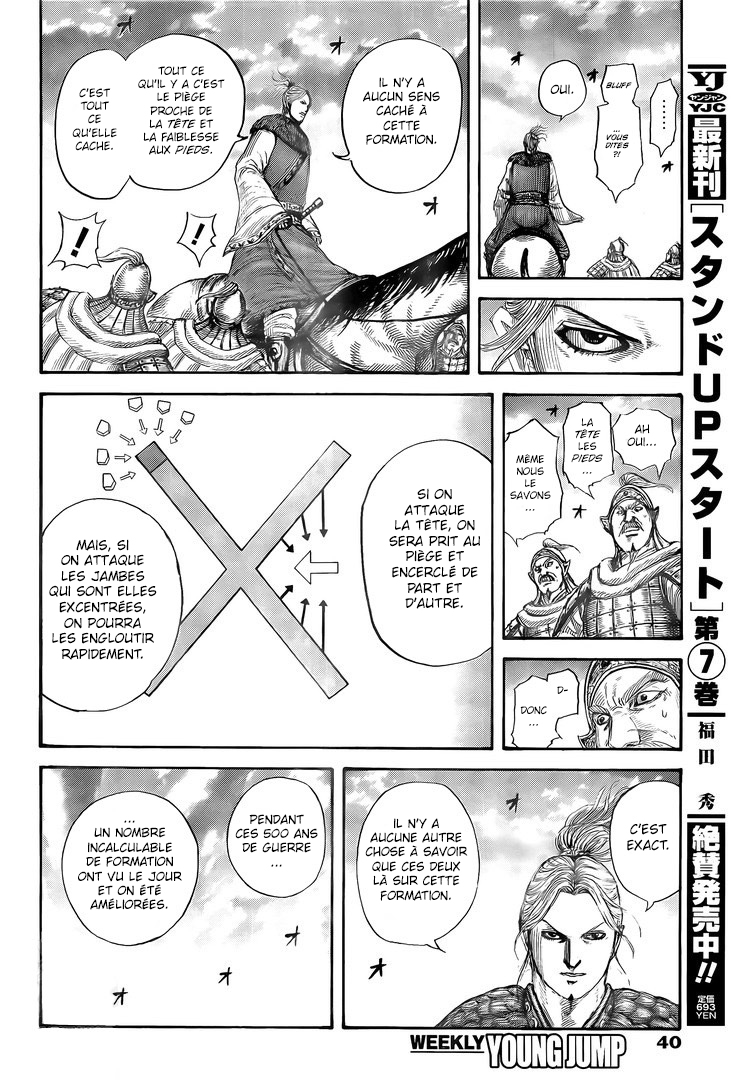 ......
BLUFF
...
VOUS
DITES
?!
OUI.
IL N'Y A
AUCUN SENS
CACHÉ À
CETTE
FORMATION.
TOUT CE
QU'IL Y A C'EST
LE PIÈGE
PROCHE DE
LA TÊTE ET
LA FAIBLESSE
AUX PIEDS.
C'EST
TOUT
CE
QU'ELLE
CACHE.
!
!
AH
OUI...
LA
TÊTE
LES
PIEDS
...
MÊME
NOUS
LE
SAVONS
...
SI ON
ATTAQUE
LA TÊTE, ON
SERA PRIT AU
PIÈGE ET
ENCERCLÉ DE
PART ET
D'AUTRE.
MAIS, SI
ON ATTAQUE
LES JAMBES
QUI SONT ELLES
EXCENTRÉES,
ON POURRA
LES ENGLOUTIR
RAPIDEMENT.
D-
DONC
...
C'EST
EXACT.
IL N'Y A
AUCUNE AUTRE
CHOSE À SAVOIR
QUE CES DEUX
LÀ SUR CETTE
FORMATION.
PENDANT
CES 500 ANS
DE GUERRE
...
...
UN NOMBRE
INCALCULABLE
DE FORMATION
ONT VU LE JOUR
ET ON ÉTÉ
AMÉLIORÉES.
YJ
ヤンジャン
YJC
最新刊
[スタンドUPスタート]
第7巻
福田 秀
絶賛発売中!!
定価
693
YEN
WEEKLY YOUNG JUMP
40